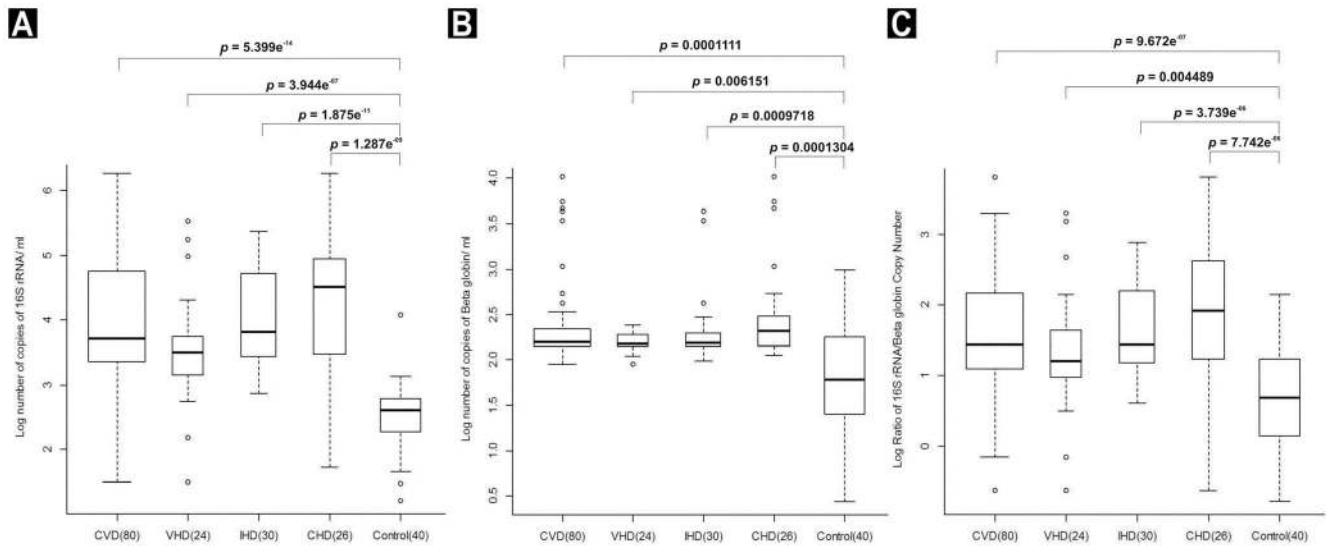 A
p = 5.399e⁻¹⁴
p = 3.944e⁻⁰⁷
p = 1.875e⁻¹¹
p = 1.287e⁻⁰⁹
Log number of copies of 16S rRNA/ ml
6
5
4
3
2
CVD(80) VHD(24) IHD(30) CHD(26) Control(40)
B
p = 0.0001111
p = 0.006151
p = 0.0009718
p = 0.0001304
Log number of copies of Beta globin/ ml
4.0
3.5
3.0
2.5
2.0
1.5
1.0
0.5
CVD(80) VHD(24) IHD(30) CHD(26) Control(40)
C
p = 9.672e⁻⁰⁷
p = 0.004489
p = 3.739e⁻⁰⁶
p = 7.742e⁻⁰⁶
Log Ratio of 16S rRNA/Beta globin Copy Number
3
2
1
0
CVD(80) VHD(24) IHD(30) CHD(26) Control(40)